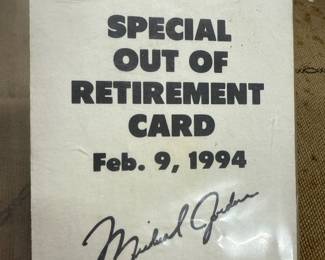 SPECIAL
OUT OF
RETIREMENT
CARD
Feb. 9, 1994
Michael Jordan